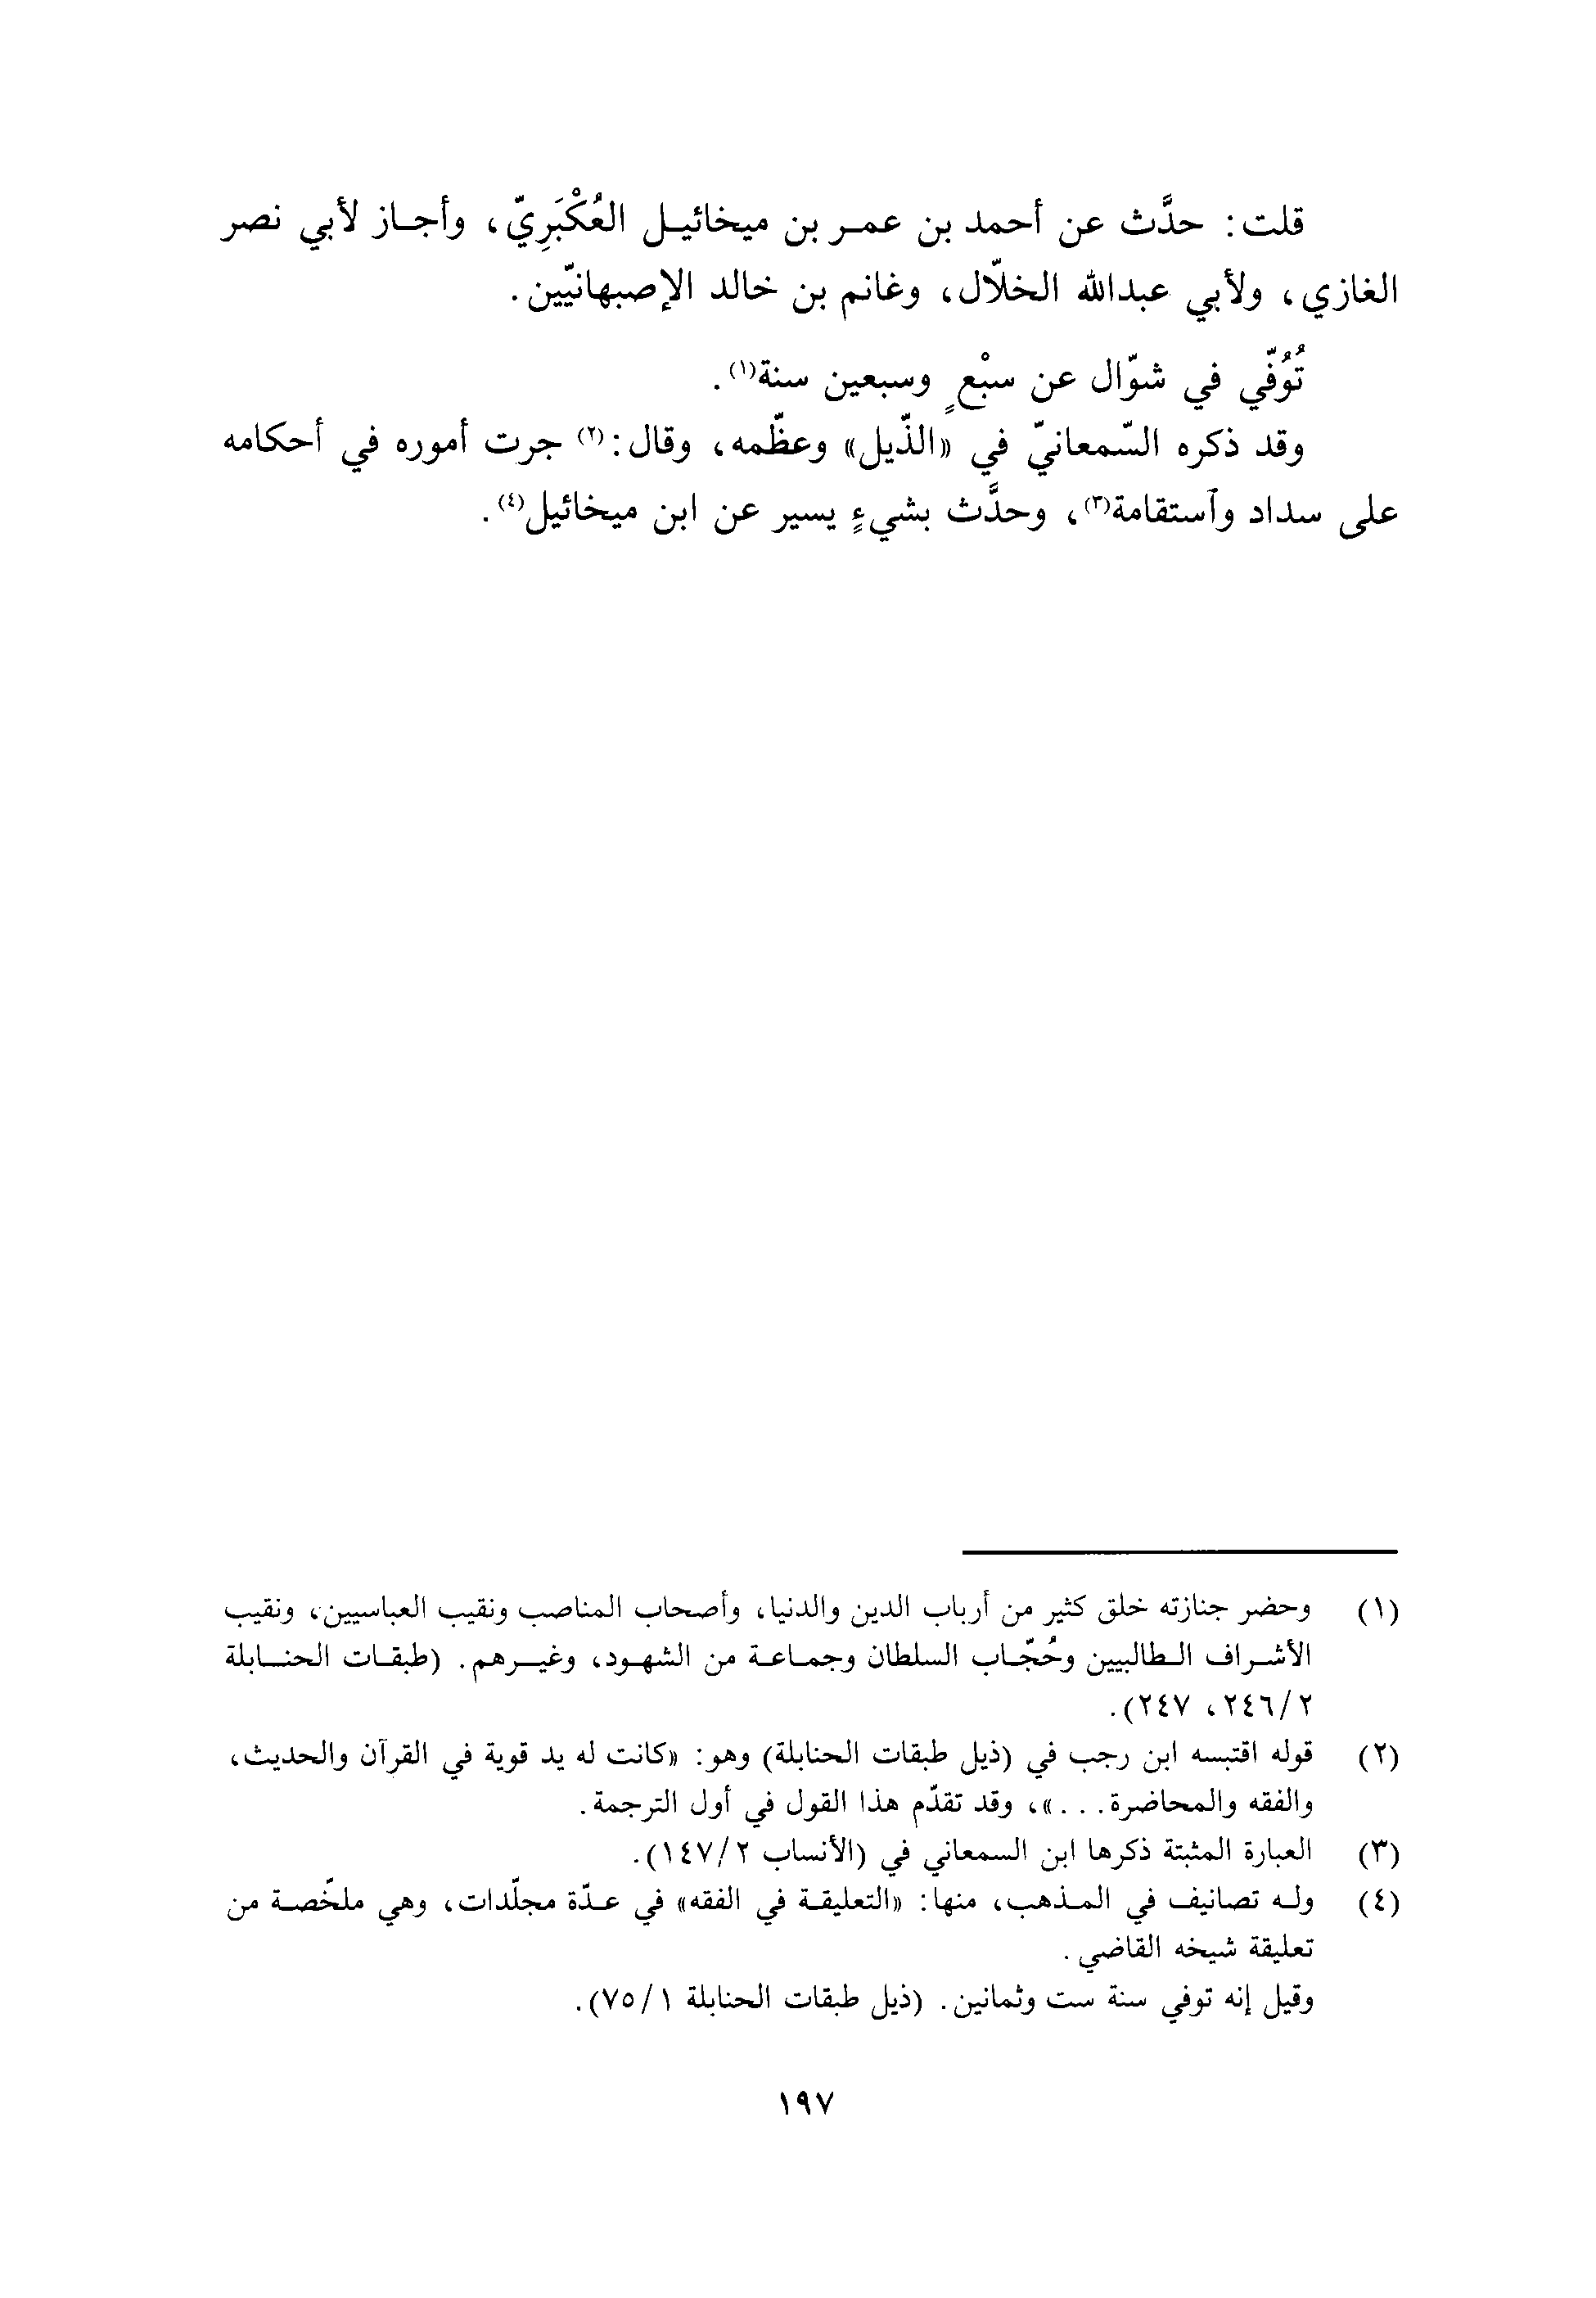 قلت: حدَّث عن أحمد بن عمر بن ميخائيل العُكْبَرِيّ، وأجاز لأبي نصر
الغازي، ولأبي عبدالله الخلاّل، وغانم بن خالد الإصبهانيّين.
تُوُفّي في شوّال عن سبْعٍ وسبعين سنة(١).
وقد ذكره السّمعانيّ في «الذّيل» وعظّمه، وقال:(٢) جرت أموره في أحكامه
على سداد وٱستقامة(٣)، وحدَّث بشيءٍ يسير عن ابن ميخائيل(٤).
(١) وحضر جنازته خلق كثير من أرباب الدين والدنيا، وأصحاب المناصب ونقيب العباسيين، ونقيب
الأشراف الطالبيين وحُجّاب السلطان وجماعة من الشهود، وغيرهم. (طبقات الحنابلة
٢/٢٤٦، ٢٤٧).
(٢) قوله اقتبسه ابن رجب في (ذيل طبقات الحنابلة) وهو: «كانت له يد قوية في القرآن والحديث،
والفقه والمحاضرة...»، وقد تقدّم هذا القول في أول الترجمة.
(٣) العبارة المثبتة ذكرها ابن السمعاني في (الأنساب ٢/١٤٧).
(٤) وله تصانيف في المذهب، منها: «التعليقة في الفقه» في عدّة مجلّدات، وهي ملخّصة من
تعليقة شيخه القاضي.
وقيل إنه توفي سنة ست وثمانين. (ذيل طبقات الحنابلة ١/٧٥).
١٩٧